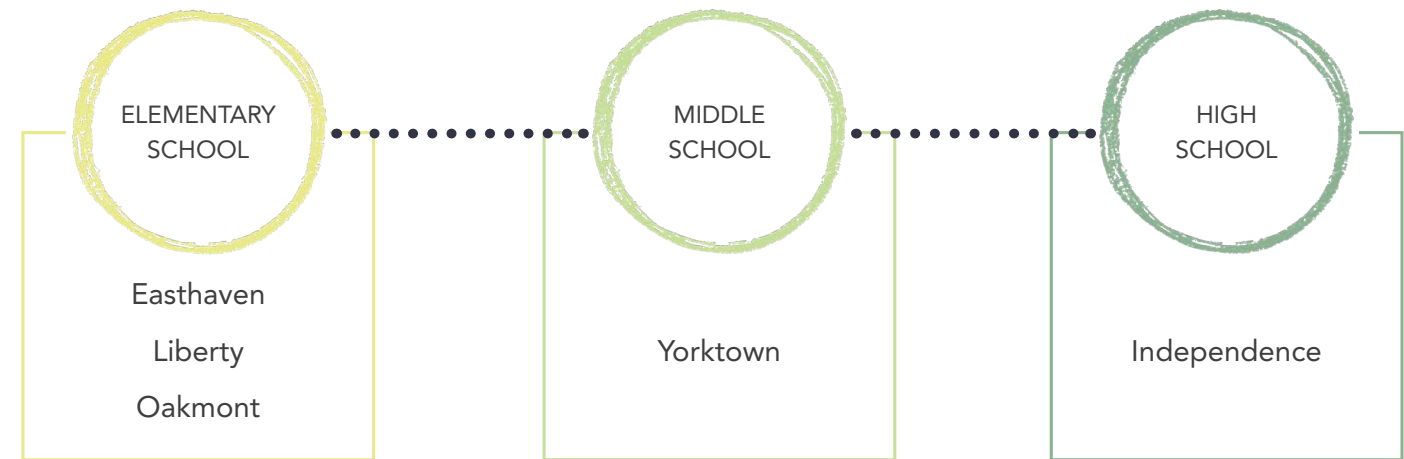 ELEMENTARY
SCHOOL
Easthaven
Liberty
Oakmont
MIDDLE
SCHOOL
Yorktown
HIGH
SCHOOL
Independence